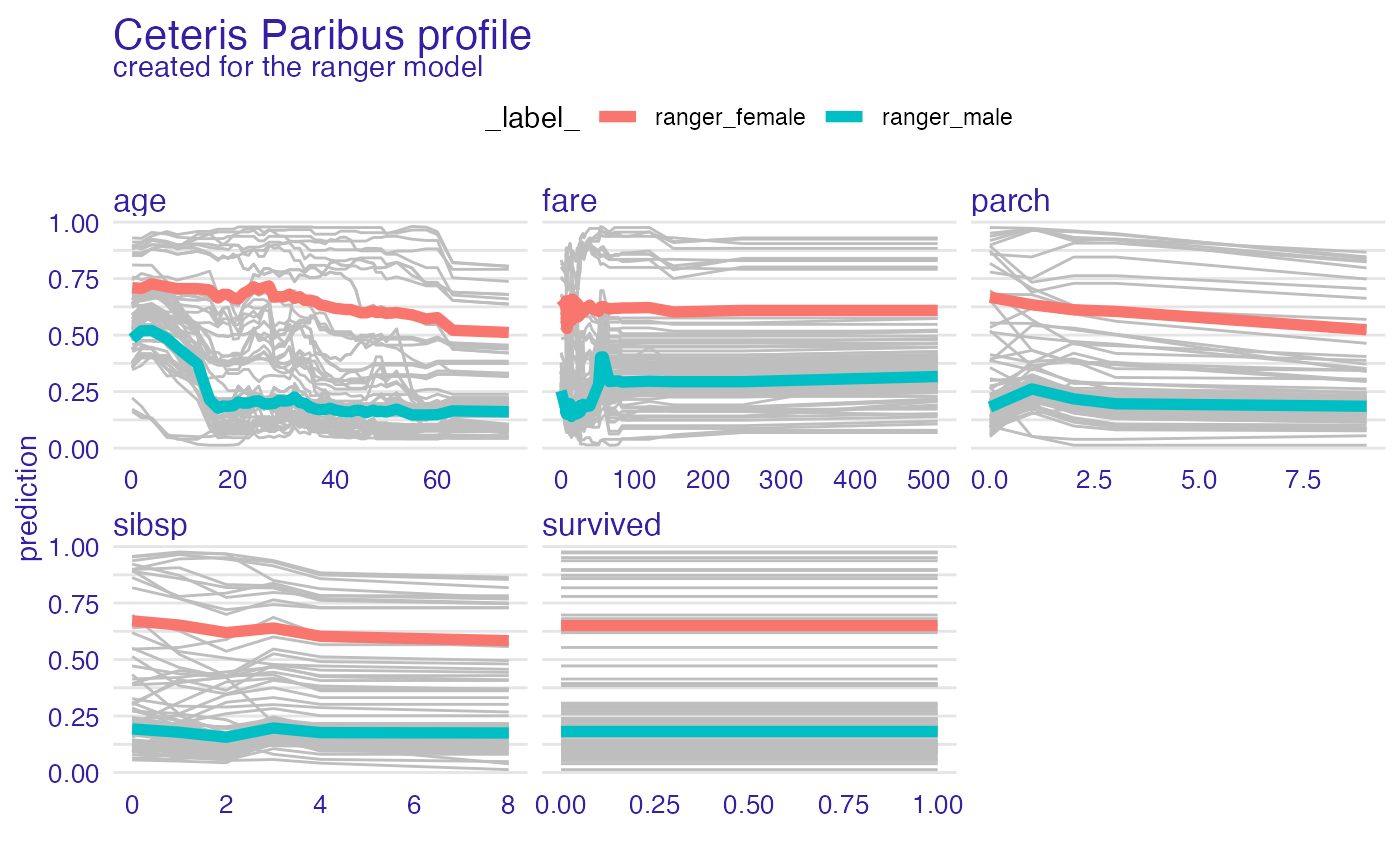 Ceteris Paribus profile
created for the ranger model
_label_ ranger_female ranger_male
age fare parch
1.00
0.75
0.50
0.25
0.00
0 20 40 60 0 100 200 300 400 500 0.0 2.5 5.0 7.5
prediction
sibsp survived
1.00
0.75
0.50
0.25
0.00
0 2 4 6 8 0.00 0.25 0.50 0.75 1.00